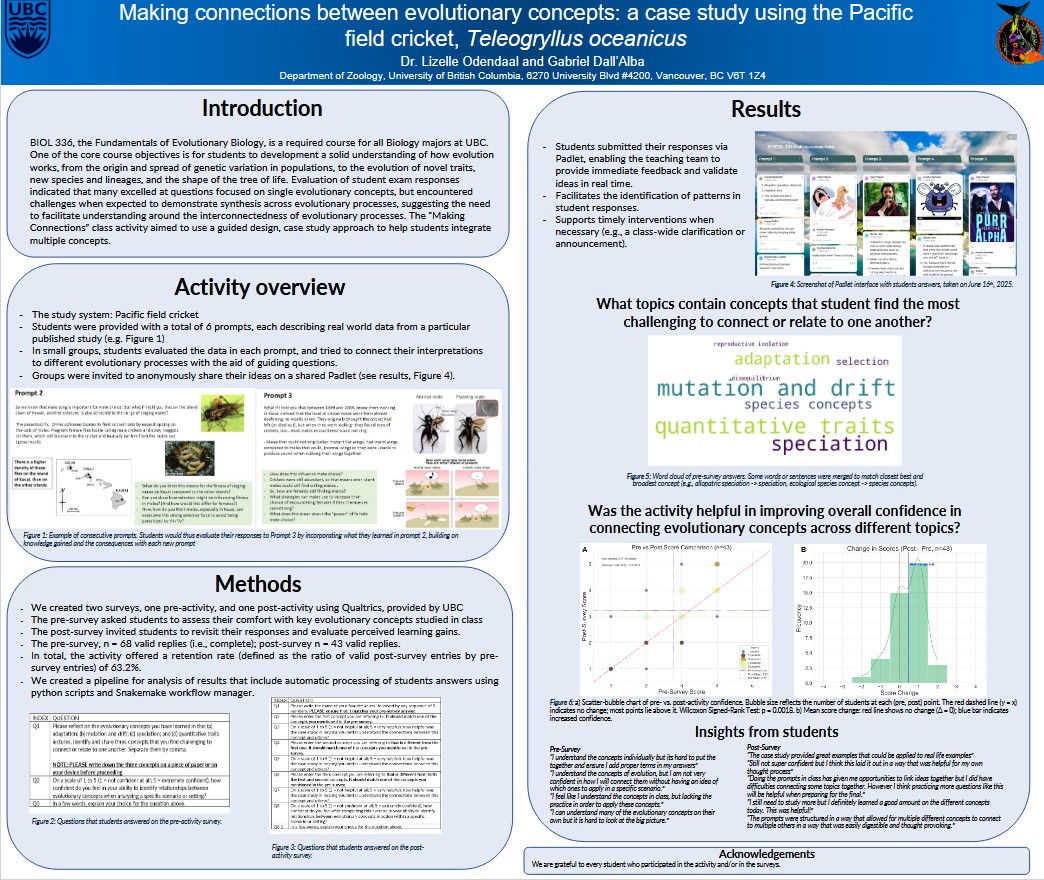 UBC
Making connections between evolutionary concepts: a case study using the Pacific
field cricket, Teleogryllus oceanicus
Dr. Lizelle Odendaal and Gabriel Dall'Alba
Department of Zoology, University of British Columbia, 6270 University Blvd #4200, Vancouver, BC V6T 1Z4
Introduction
BIOL 336, the Fundamentals of Evolutionary Biology, is a required course for all Biology majors at UBC.
One of the core course objectives is for students to development a solid understanding of how evolution
works, from the origin and spread of genetic variation in populations, to the evolution of novel traits,
new species and lineages, and the shape of the tree of life. Evaluation of student exam responses
indicated that many excelled at questions focused on single evolutionary concepts, but encountered
challenges when expected to demonstrate synthesis across evolutionary processes, suggesting the need
to facilitate understanding around the interconnectedness of evolutionary processes. The "Making
Connections" class activity aimed to use a guided design, case study approach to help students integrate
multiple concepts.
Activity overview
- The study system: Pacific field cricket
- Students were provided with a total of 6 prompts, each describing real world data from a particular
published study (e.g. Figure 1)
- In small groups, students evaluated the data in each prompt, and tried to connect their interpretations
to different evolutionary processes with the aid of guiding questions.
- Groups were invited to anonymously share their ideas on a shared Padlet (see results, Figure 4).
Prompt 2
There is a higher density of these flies on the island of Kauai, than on the other islands.
Prompt 3
Normal male
Flatwing male
Figure 1: Example of consecutive prompts. Students would thus evaluate their responses to Prompt 3 by incorporating what they learned in prompt 2, building on
knowledge gained and the consequences with each new prompt
Methods
- We created two surveys, one pre-activity, and one post-activity using Qualtrics, provided by UBC
- The pre-survey asked students to assess their comfort with key evolutionary concepts studied in class
- The post-survey invited students to revisit their responses and evaluate perceived learning gains.
- The pre-survey, n = 68 valid replies (i.e., complete); post-survey n = 43 valid replies.
- In total, the activity offered a retention rate (defined as the ratio of valid post-survey entries by pre-
survey entries) of 63.2%.
- We created a pipeline for analysis of results that include automatic processing of students answers using
python scripts and Snakemake workflow manager.
INDEX QUESTION
Q1 Please reflect on the evolutionary concepts you have learned in the (a)
adaptation; (b) mutation and drift; (c) speciation; and (d) quantitative traits
lectures. Identify and share three concepts that you find challenging to
connect or relate to one another. Separate them by comma.
NOTE: PLEASE write down the three concepts on a piece of paper or on
your device before proceeding
Q2 On a scale of 1 to 5 (1 = not confident at all; 5 = extremely confident), how
confident do you feel in your ability to identify relationships between
evolutionary concepts when analyzing a specific scenario or setting?
Q3 In a few words, explain your choice for the question above.
Figure 2: Questions that students answered on the pre-activity survey.
INDEX QUESTION
Figure 3: Questions that students answered on the post-
activity survey.
Results
- Students submitted their responses via
Padlet, enabling the teaching team to
provide immediate feedback and validate
ideas in real time.
- Facilitates the identification of patterns in
student responses.
- Supports timely interventions when
necessary (e.g., a class-wide clarification or
announcement).
Prompt 1
Prompt 2
Prompt 3
Prompt 4
Prompt 5
PURR
ALPHA
Figure 4: Screenshot of Padlet interface with students answers, taken on June 16th, 2025.
What topics contain concepts that student find the most
challenging to connect or relate to one another?
reproductive isolation
adaptation selection
disequilibrium
mutation and drift
species concepts
quantitative traits
speciation
Figure 5: Word cloud of pre-survey answers. Some words or sentences were merged to match closest best and
broadest concept (e.g., allopatric speciation -> speciation, ecological species concept -> species concepts).
Was the activity helpful in improving overall confidence in
connecting evolutionary concepts across different topics?
A
Pre vs Post Score Comparison (n=43)
Post-Survey Score
Pre-Survey Score
B
Change in Scores (Post - Pre, n=43)
Frequency
Score Change
Figure 6: a) Scatter-bubble chart of pre- vs. post-activity confidence. Bubble size reflects the number of students at each (pre, post) point. The red dashed line (y = x)
indicates no change; most points lie above it. Wilcoxon Signed-Rank Test: p = 0.0018. b) Mean score change: red line shows no change (Δ = 0); blue bar indicates
increased confidence.
Insights from students
Pre-Survey
"I understand the concepts individually but its hard to put the
together and ensure I add proper terms in my answers"
"I understand the concepts of evolution, but I am not very
confident in how I will connect them without having an idea of
which ones to apply in a specific scenario."
"I feel like I understand the concepts in class, but lacking the
practice in order to apply these concepts."
"I can understand many of the evolutionary concepts on their
own but it is hard to look at the big picture."
Post-Survey
"The case study provided great examples that could be applied to real life examples"
"Still not super confident but I think this laid it out in a way that was helpful for my own
thought process"
"Doing the prompts in class has given me opportunities to link ideas together but I did have
difficulties connecting some topics together. However I think practicing more questions like this
will be helpful when preparing for the final."
"I still need to study more but I definitely learned a good amount on the different concepts
today. This was helpful!"
"The prompts were structured in a way that allowed for multiple different concepts to connect
to multiple others in a way that was easily digestible and thought provoking."
Acknowledgements
We are grateful to every student who participated in the activity and/or in the surveys.